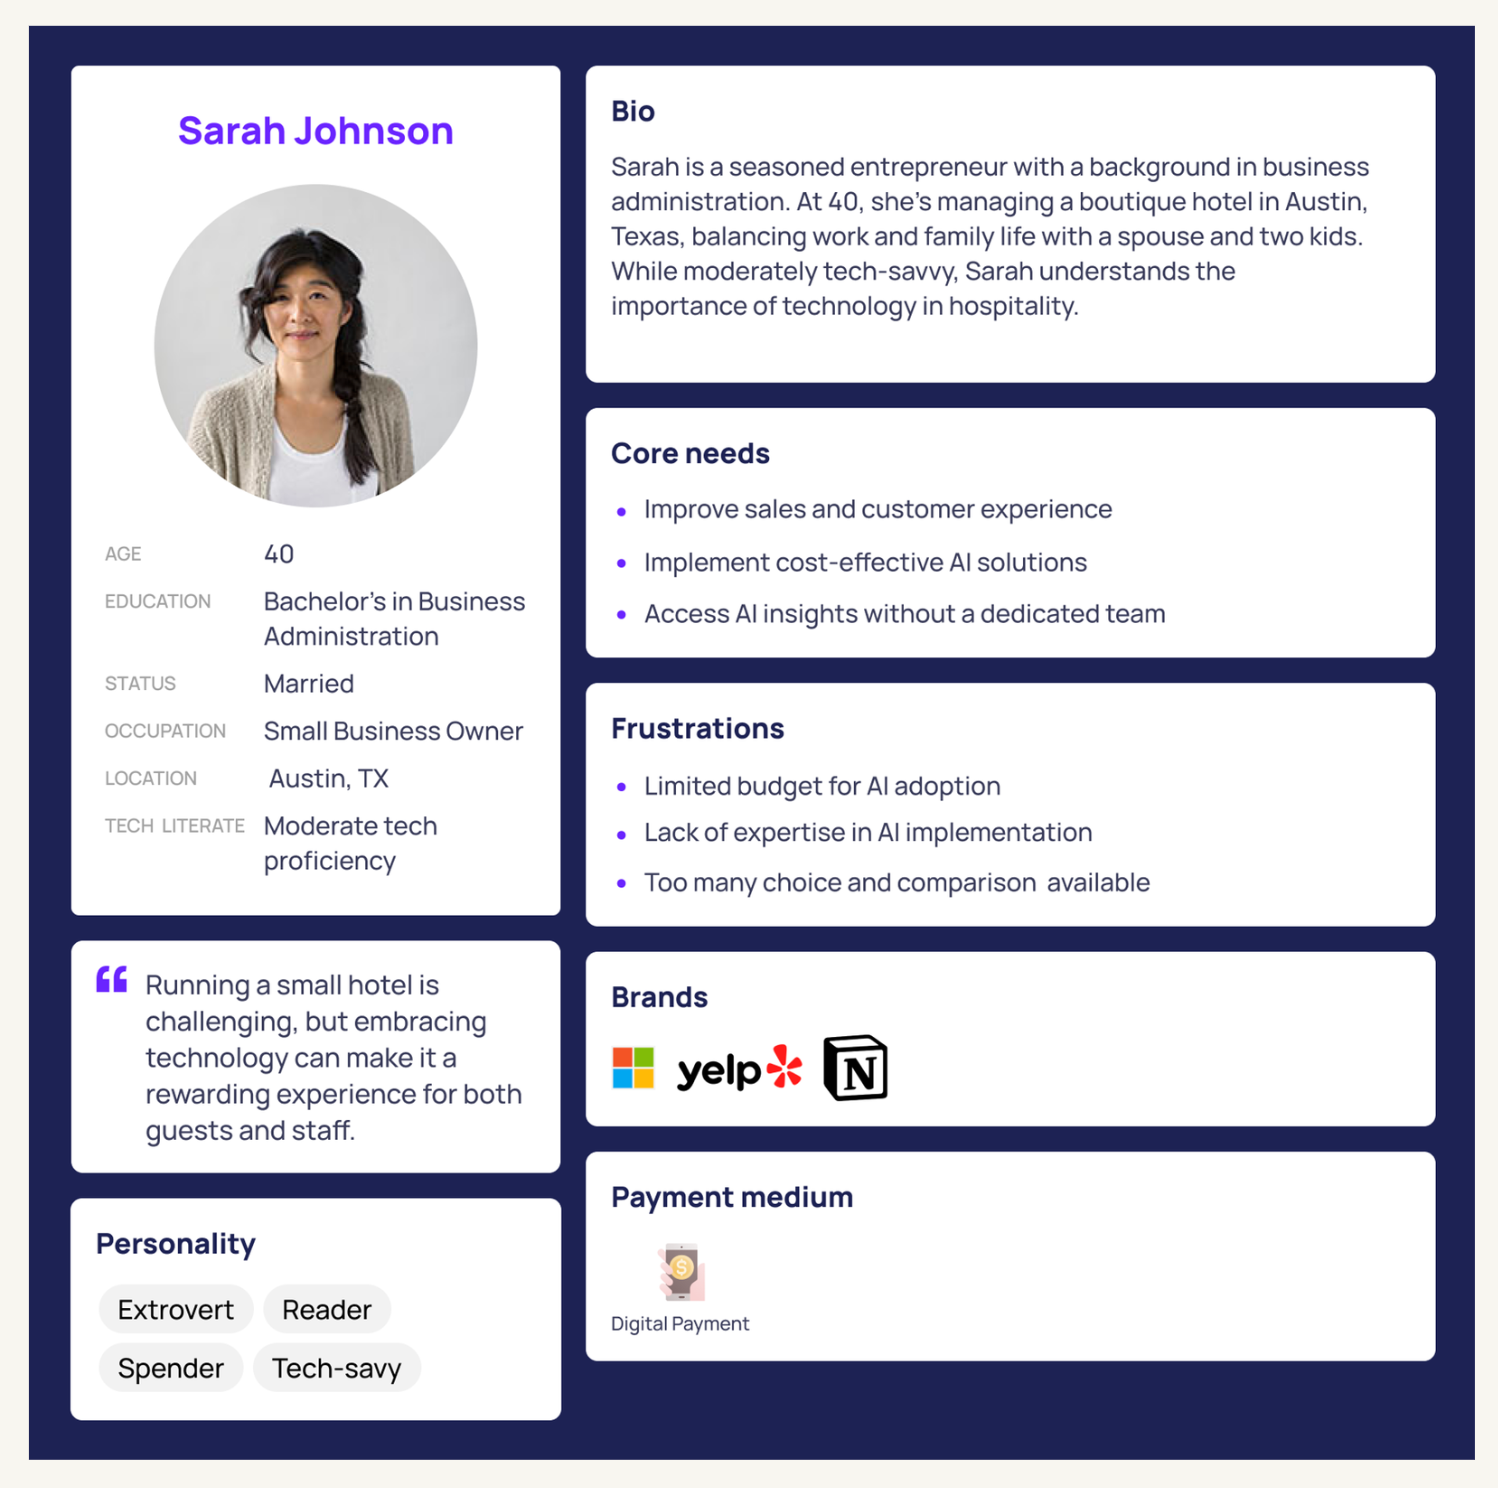 Sarah Johnson
AGE 40
EDUCATION Bachelor's in Business
Administration
STATUS Married
OCCUPATION Small Business Owner
LOCATION Austin, TX
TECH LITERATE Moderate tech
proficiency
Running a small hotel is
challenging, but embracing
technology can make it a
rewarding experience for both
guests and staff.
Personality
Extrovert Reader
Spender Tech-savy
Bio
Sarah is a seasoned entrepreneur with a background in business
administration. At 40, she's managing a boutique hotel in Austin,
Texas, balancing work and family life with a spouse and two kids.
While moderately tech-savvy, Sarah understands the
importance of technology in hospitality.
Core needs
• Improve sales and customer experience
• Implement cost-effective AI solutions
• Access AI insights without a dedicated team
Frustrations
• Limited budget for AI adoption
• Lack of expertise in AI implementation
• Too many choice and comparison available
Brands
yelp N
Payment medium
$
Digital Payment